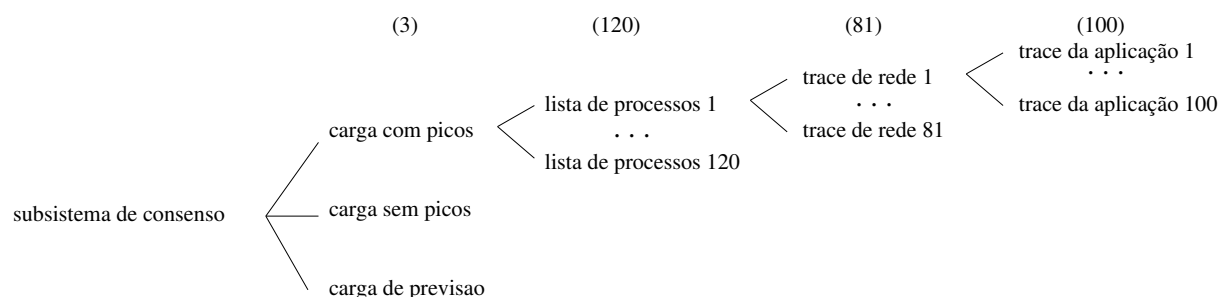 (3) (120) (81) (100)
trace da aplicação 1
. . .
trace da aplicação 100
trace de rede 1
. . .
trace de rede 81
lista de processos 1
. . .
lista de processos 120
carga com picos
subsistema de consenso
carga sem picos
carga de previsao